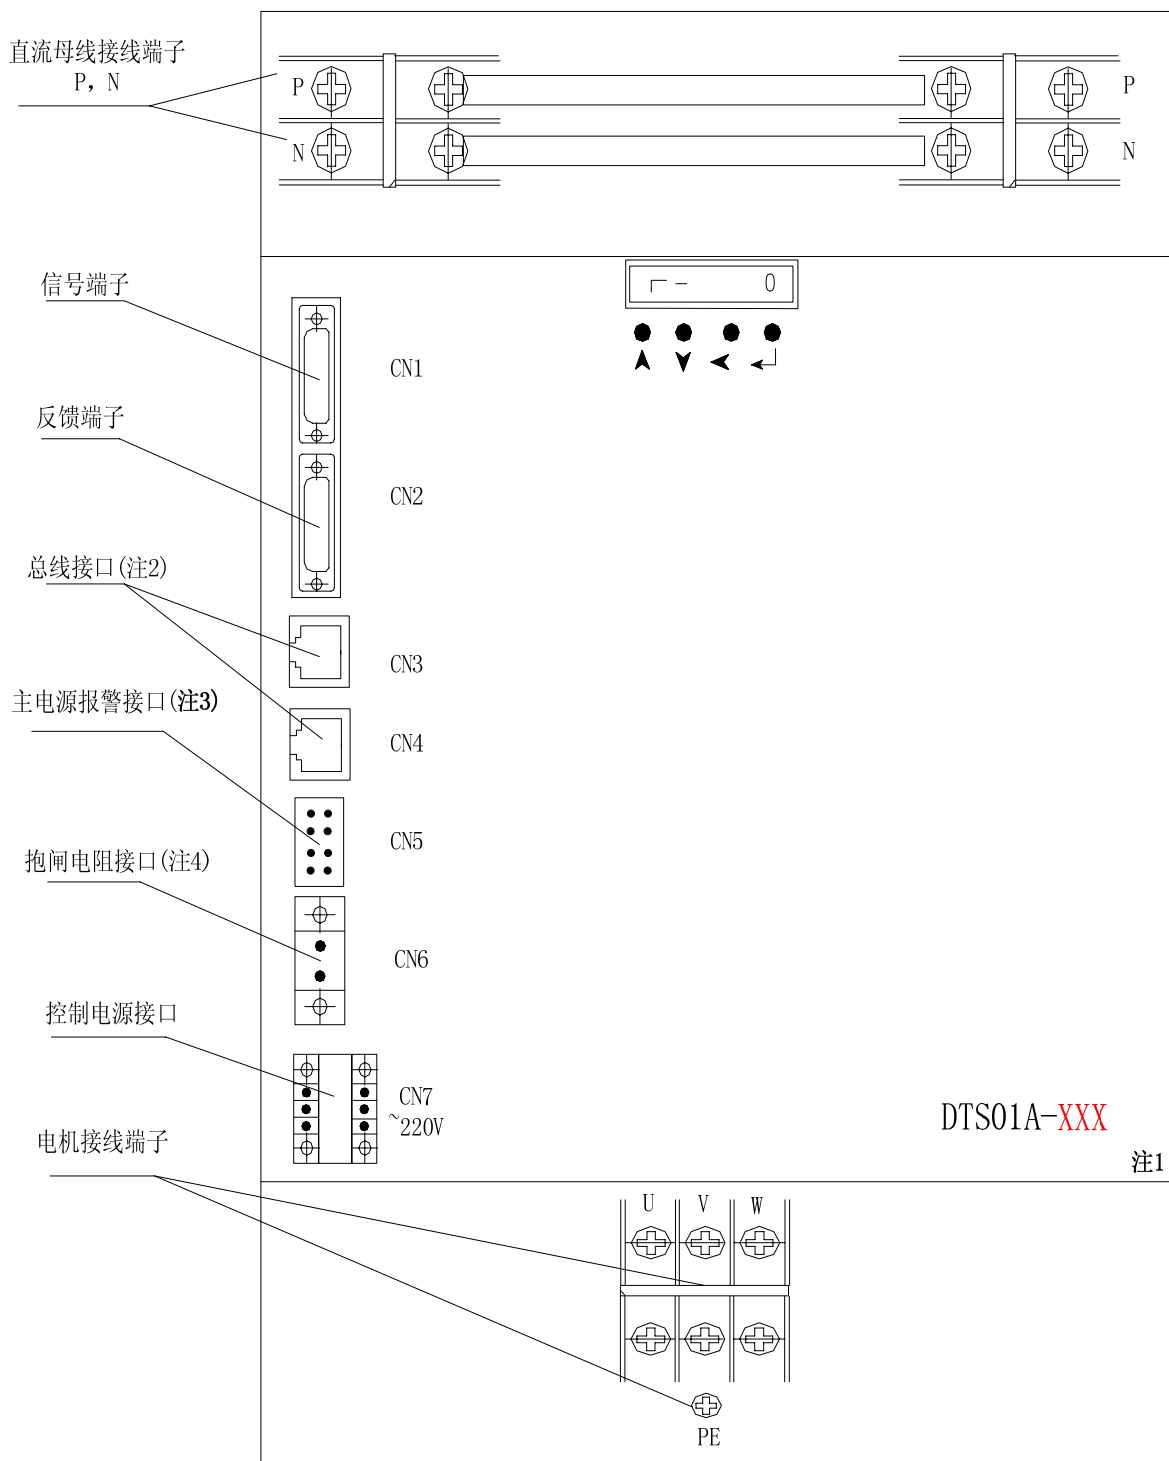 直流母线接线端子
P，N
P
P
N
N
信号端子
0
CN1
反馈端子
CN2
总线接口(注2)
CN3
主电源报警接口(注3)
CN4
CN5
抱闸电阻接口(注4)
CN6
控制电源接口
CN7
~220V
DTS01A-XXX
电机接线端子
注1
U V W
PE